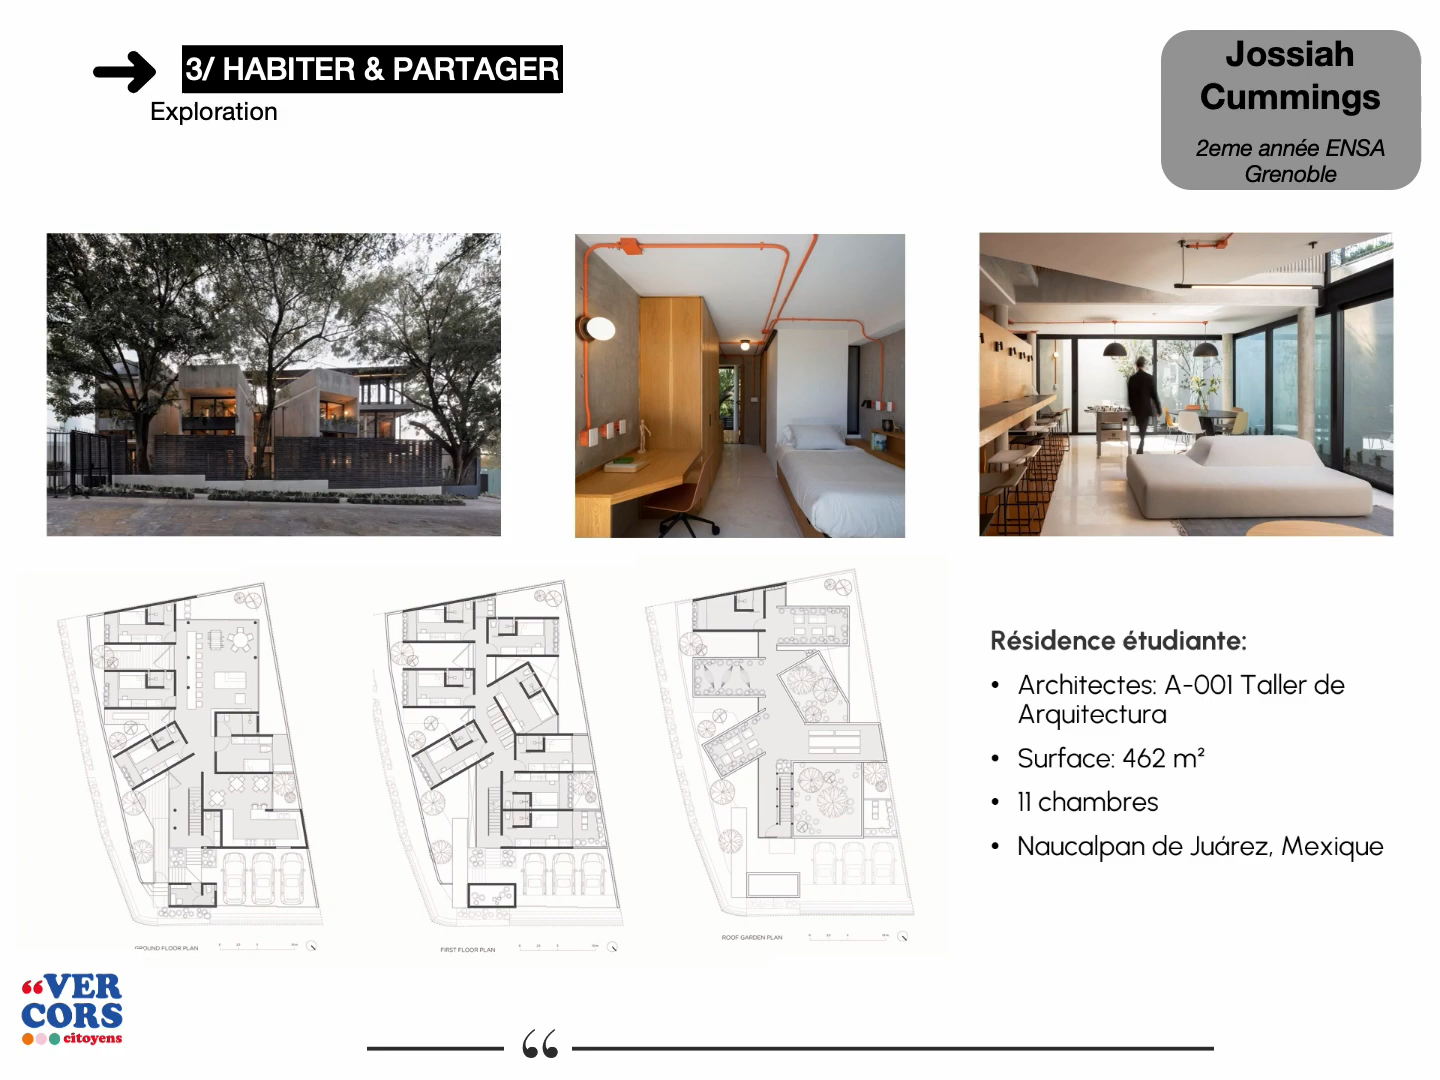 3/ HABITER & PARTAGER
Exploration
Jossiah
Cummings
2eme année ENSA
Grenoble
GROUND FLOOR PLAN
FIRST FLOOR PLAN
ROOF GARDEN PLAN
Résidence étudiante:
• Architectes: A-001 Taller de
Arquitectura
• Surface: 462 m²
• 11 chambres
• Naucalpan de Juárez, Mexique
“VER
CORS
citoyens
“